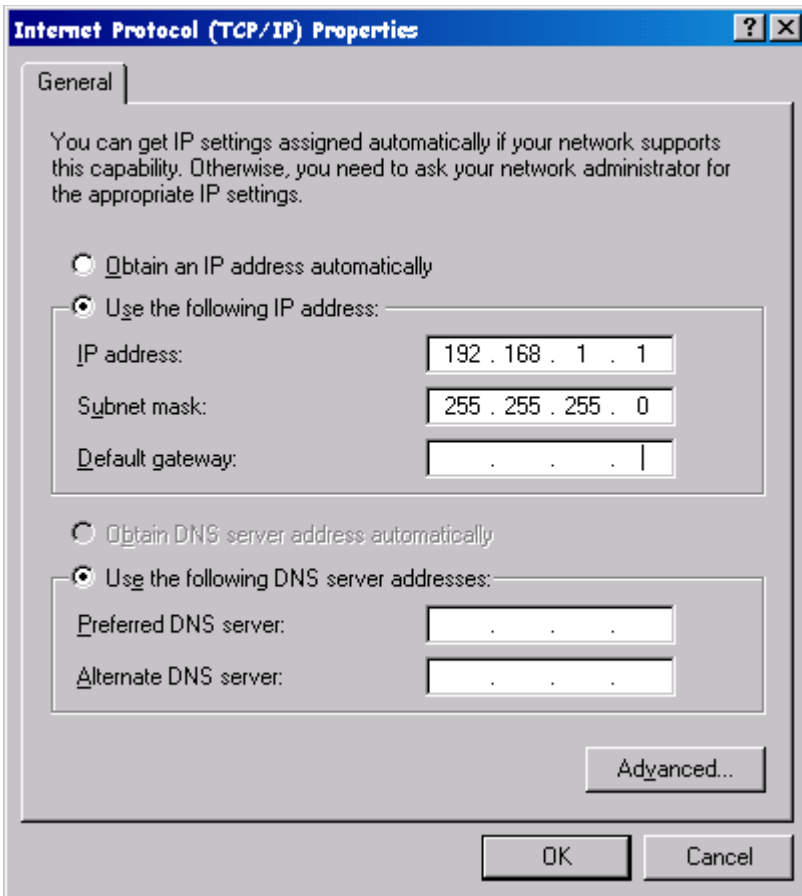 Internet Protocol (TCP/IP) Properties
General
You can get IP settings assigned automatically if your network supports
this capability. Otherwise, you need to ask your network administrator for
the appropriate IP settings.
Obtain an IP address automatically
Use the following IP address:
IP address: 192 . 168 . 1 . 1
Subnet mask: 255 . 255 . 255 . 0
Default gateway: . . .
Obtain DNS server address automatically
Use the following DNS server addresses:
Preferred DNS server: . . .
Alternate DNS server: . . .
Advanced...
OK Cancel